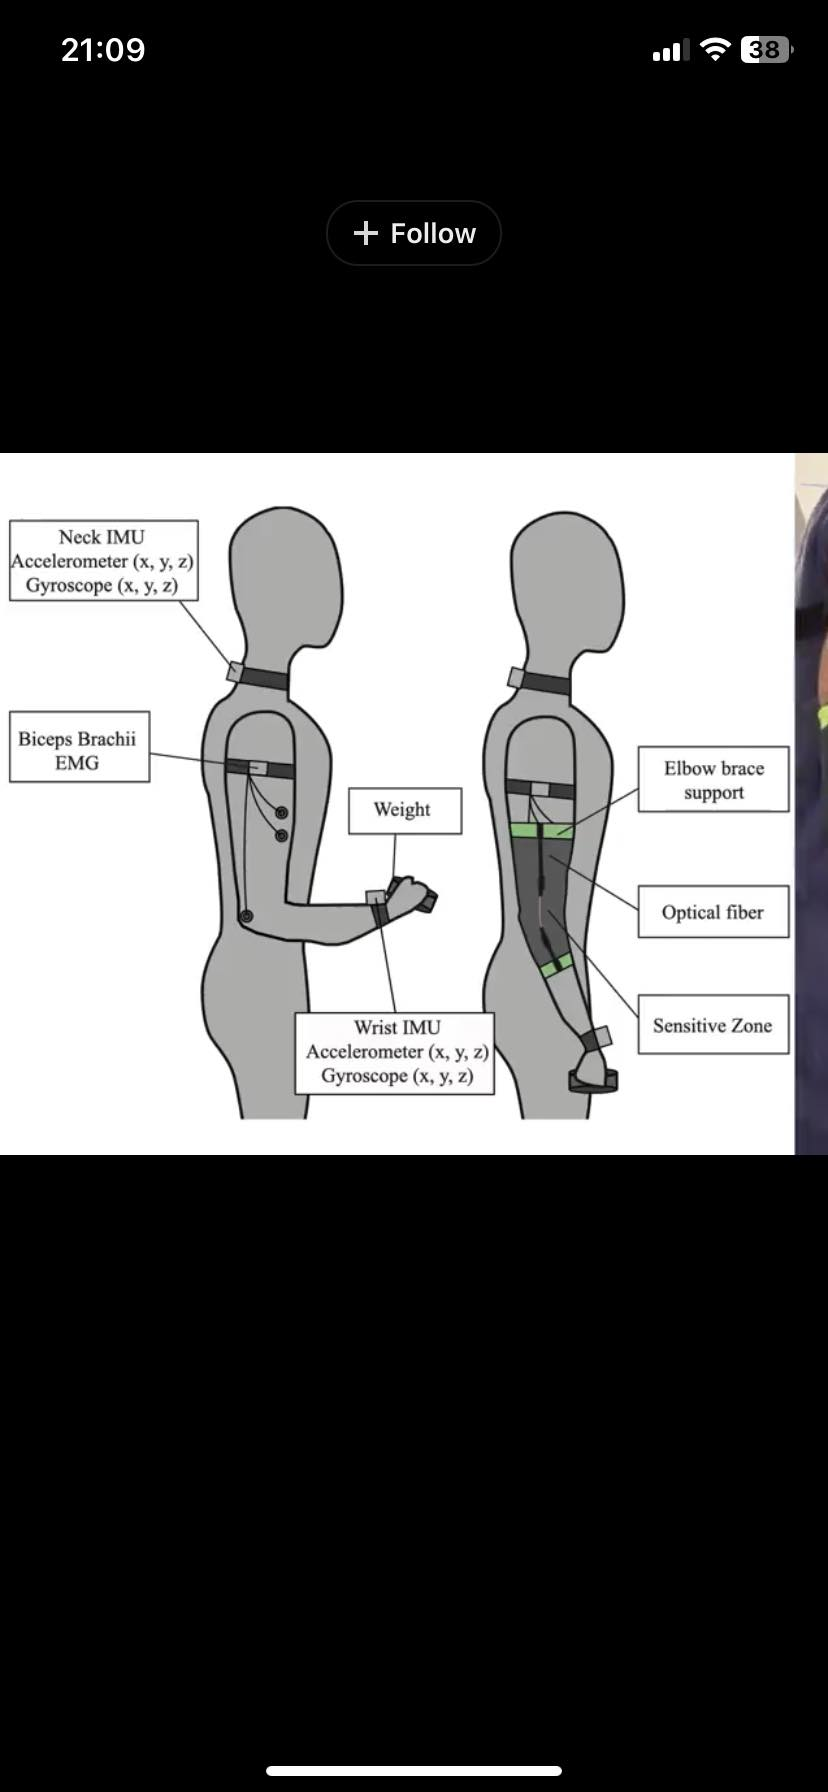 21:09
38
+ Follow
Neck IMU
Accelerometer (x, y, z)
Gyroscope (x, y, z)
Biceps Brachii
EMG
Weight
Wrist IMU
Accelerometer (x, y, z)
Gyroscope (x, y, z)
Elbow brace
support
Optical fiber
Sensitive Zone